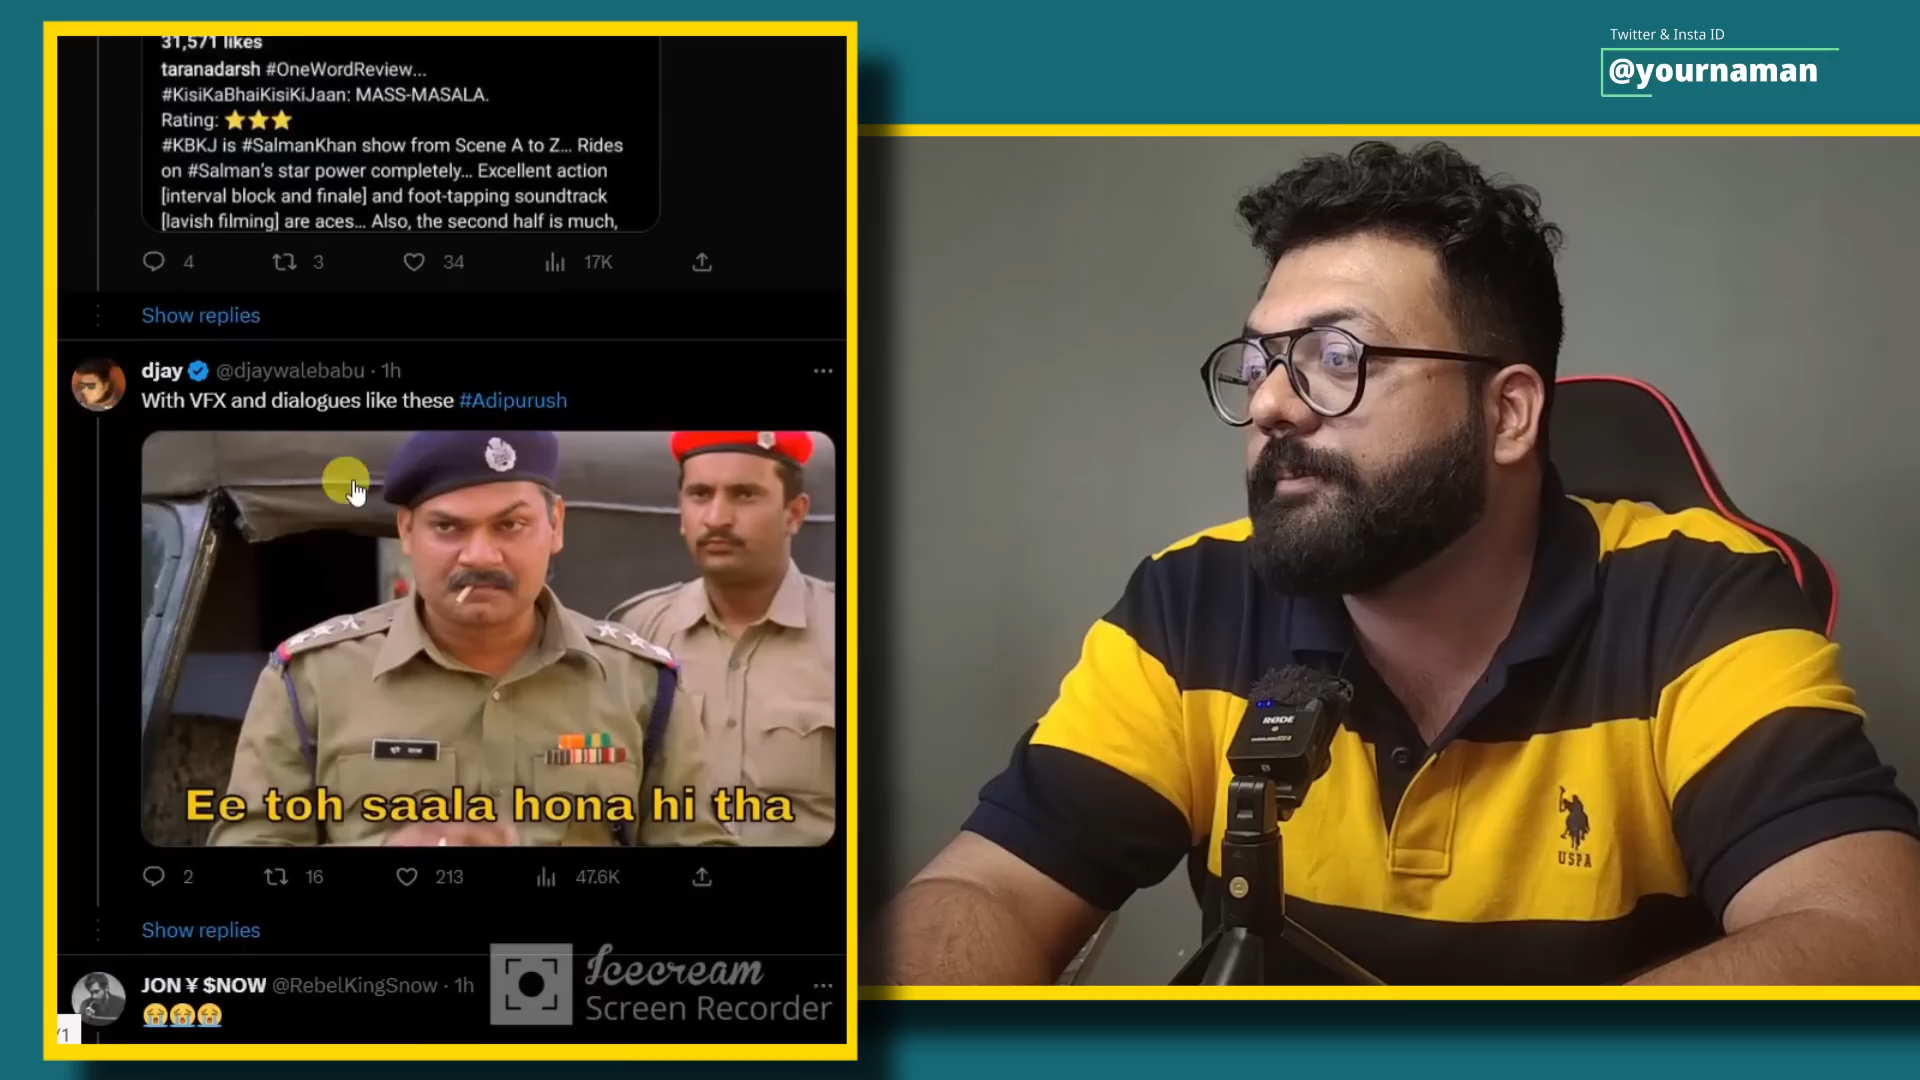 Twitter & Insta ID
@yournaman
31,571 likes
taranadarsh #OneWordReview...
#KisiKaBhaiKisiKiJaan: MASS-MASALA.
Rating: ⭐⭐⭐
#KBKJ is #SalmanKhan show from Scene A to Z... Rides
on #Salman's star power completely... Excellent action
[interval block and finale] and foot-tapping soundtrack
[lavish filming] are aces... Also, the second half is much,
4 3 34 17K
Show replies
djay @djaywalebabu · 1h
With VFX and dialogues like these #Adipurush
Ee toh saala hona hi tha
2 16 213 47.6K
Show replies
JON ¥ $NOW @RebelKingSnow · 1h
😭😭😭
Icecream
Screen Recorder
/1
RØDE
USPA